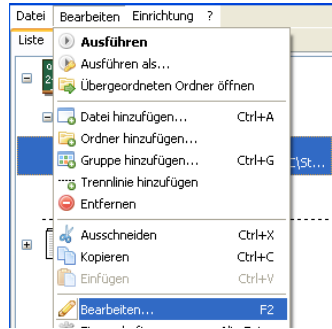 Datei Bearbeiten Einrichtung ?
Liste
Ausführen
Ausführen als...
Übergeordneten Ordner öffnen
Datei hinzufügen... Ctrl+A
Ordner hinzufügen...
Gruppe hinzufügen... Ctrl+G
C\St...
Trennlinie hinzufügen
Entfernen
Ausschneiden Ctrl+X
Kopieren Ctrl+C
Einfügen Ctrl+V
Bearbeiten... F2